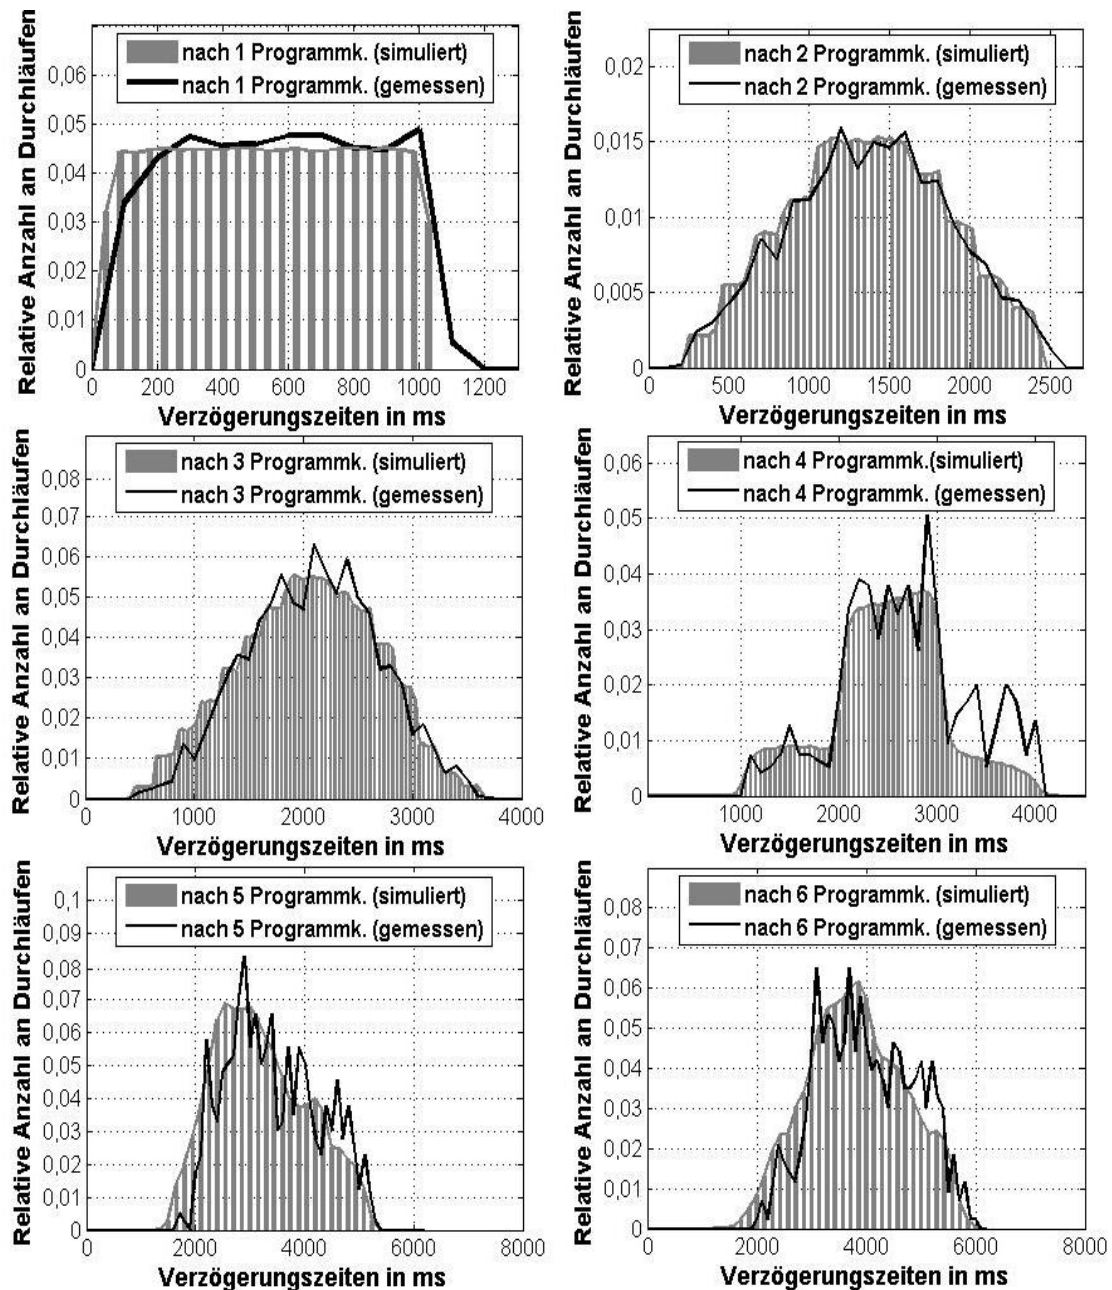 Relative Anzahl an Durchläufen
nach 1 Programmk. (simuliert)
nach 1 Programmk. (gemessen)
0,06
0,05
0,04
0,03
0,02
0,01
0
0 200 400 600 800 1000 1200
Verzögerungszeiten in ms
Relative Anzahl an Durchläufen
nach 2 Programmk. (simuliert)
nach 2 Programmk. (gemessen)
0,02
0,015
0,01
0,005
0
0 500 1000 1500 2000 2500
Verzögerungszeiten in ms
Relative Anzahl an Durchläufen
nach 3 Programmk. (simuliert)
nach 3 Programmk. (gemessen)
0,08
0,07
0,06
0,05
0,04
0,03
0,02
0,01
0
0 1000 2000 3000 4000
Verzögerungszeiten in ms
Relative Anzahl an Durchläufen
nach 4 Programmk.(simuliert)
nach 4 Programmk. (gemessen)
0,06
0,05
0,04
0,03
0,02
0,01
0
1000 2000 3000 4000
Verzögerungszeiten in ms
Relative Anzahl an Durchläufen
nach 5 Programmk. (simuliert)
nach 5 Programmk. (gemessen)
0,1
0,09
0,08
0,07
0,06
0,05
0,04
0,03
0,02
0,01
0
0 2000 4000 6000 8000
Verzögerungszeiten in ms
Relative Anzahl an Durchläufen
nach 6 Programmk. (simuliert)
nach 6 Programmk. (gemessen)
0,08
0,07
0,06
0,05
0,04
0,03
0,02
0,01
0
0 2000 4000 6000 8000
Verzögerungszeiten in ms